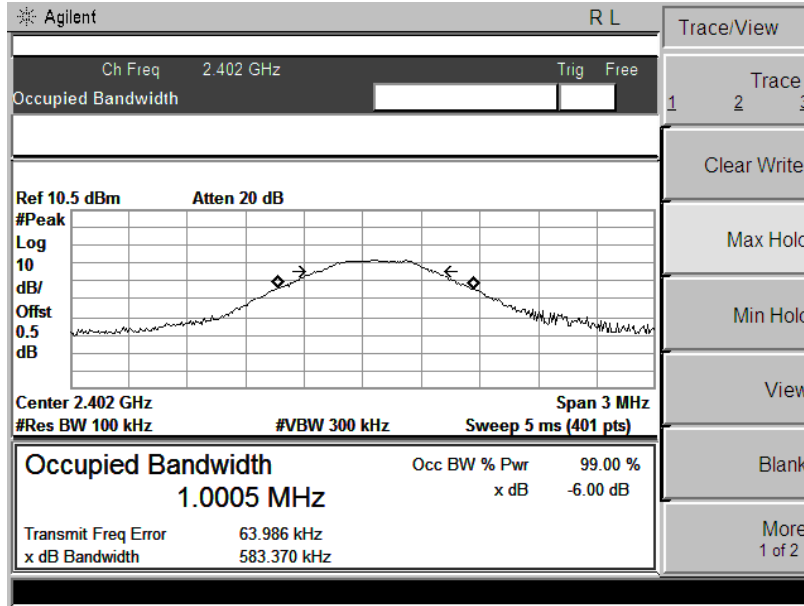 Agilent R L
Trace/View
Ch Freq 2.402 GHz Trig Free
Occupied Bandwidth
Trace
1 2 3
Clear Write
Max Hold
Ref 10.5 dBm Atten 20 dB
#Peak
Log
10
dB/
Offst
0.5
dB
Min Hold
View
Center 2.402 GHz Span 3 MHz
#Res BW 100 kHz #VBW 300 kHz Sweep 5 ms (401 pts)
Occupied Bandwidth
1.0005 MHz
Occ BW % Pwr 99.00 %
x dB -6.00 dB
Transmit Freq Error 63.986 kHz
x dB Bandwidth 583.370 kHz
Blank
More
1 of 2